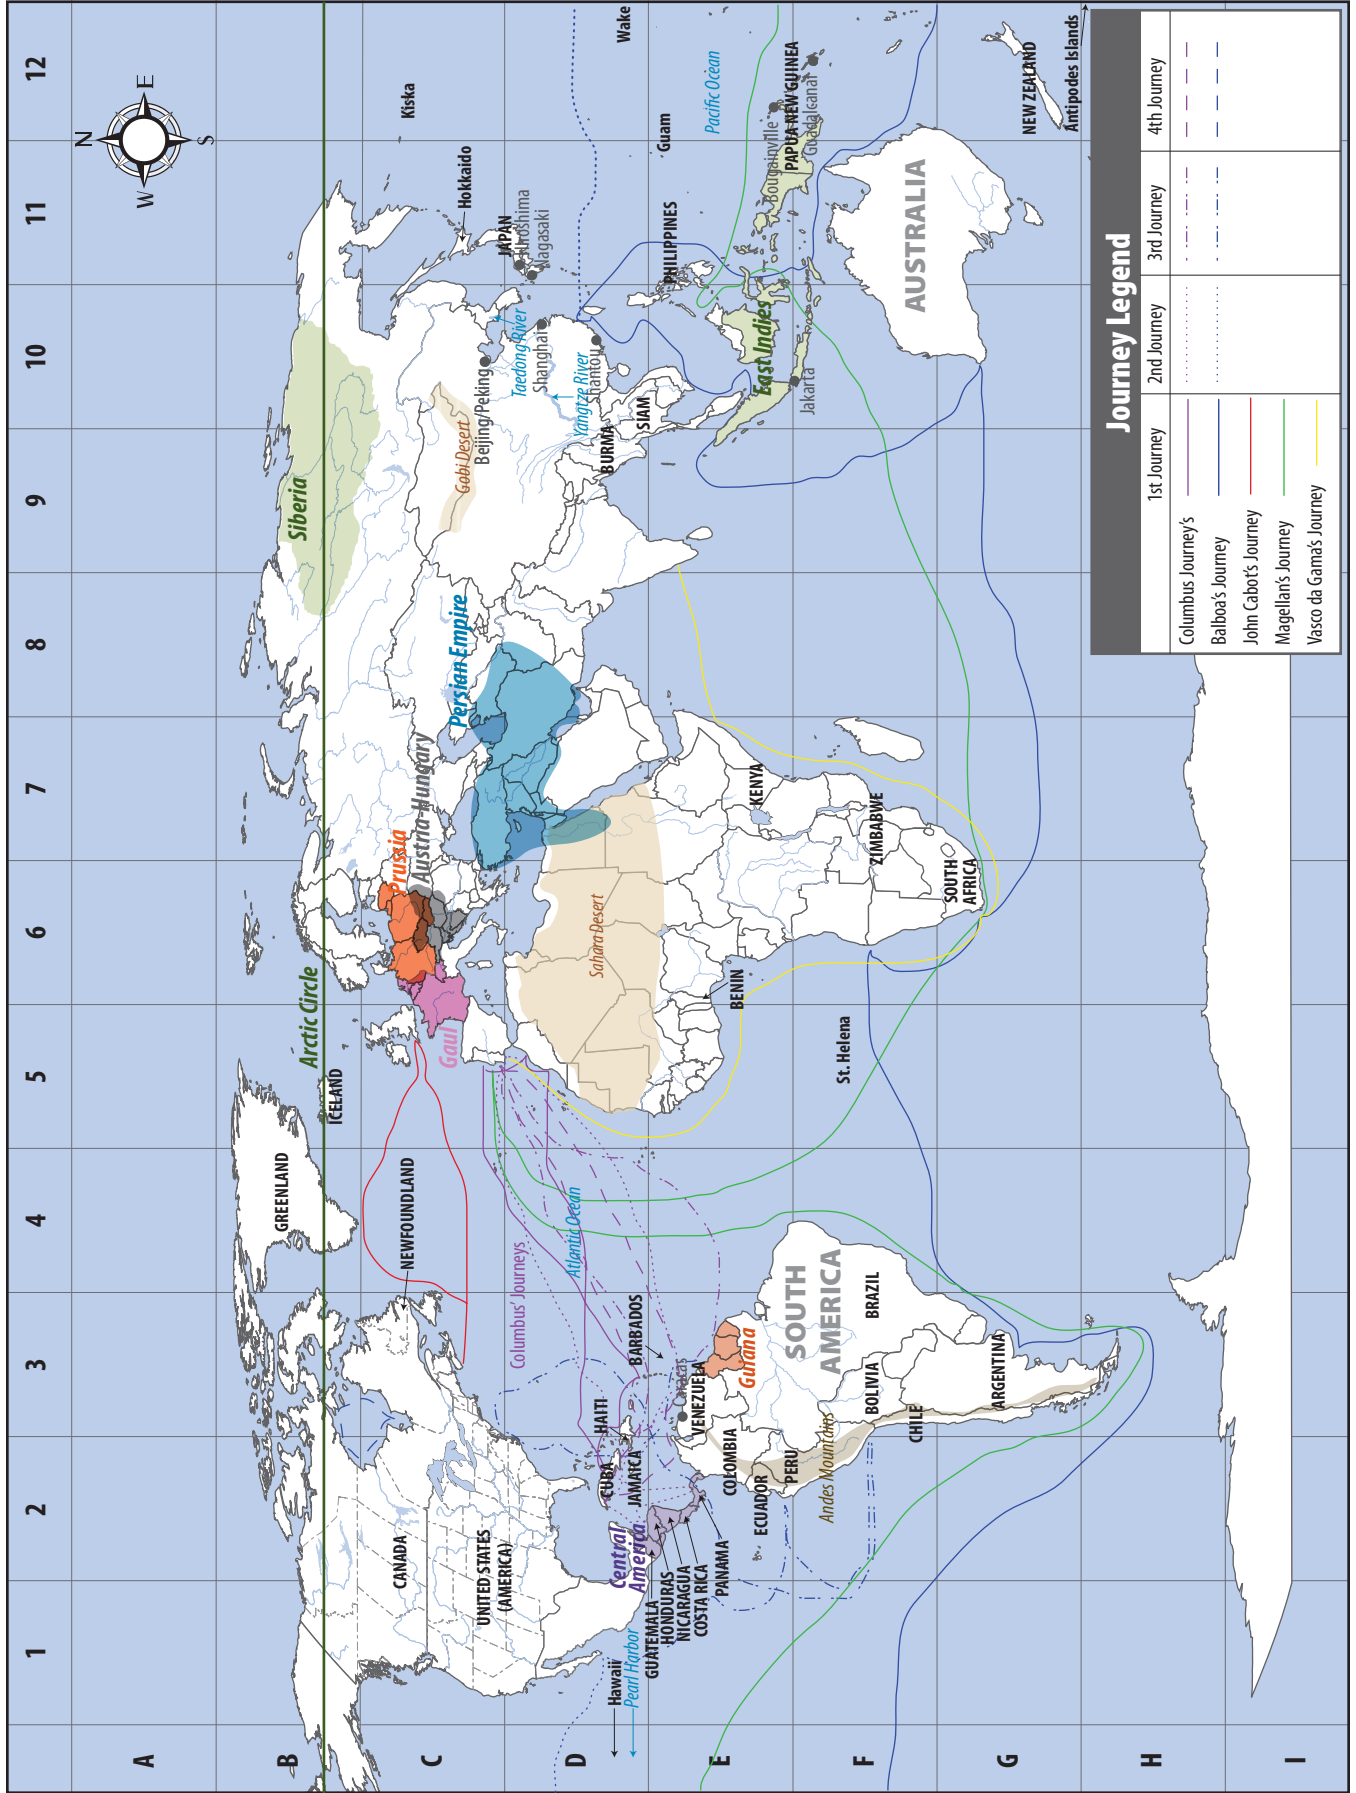 1
2
3
4
5
6
7
8
9
10
11
12
A
B
C
D
E
F
G
H
I
N
E
S
W
Arctic Circle
Siberia
GREENLAND
ICELAND
Kiska
Prussia
Austria-Hungary
Gaul
Persian Empire
Gobi Desert
Beijing/Peking
Hokkaido
JAPAN
Hiroshima
Nagasaki
Taedong River
Shanghai
Yangtze River
Shantou
CANADA
NEWFOUNDLAND
UNITED STATES
(AMERICA)
Columbus' Journeys
Atlantic Ocean
Sahara Desert
BURMA
SIAM
Wake
Guam
Pacific Ocean
PHILIPPINES
Hawaii
Pearl Harbor
Central
America
CUBA
HAITI
JAMAICA
BARBADOS
GUATEMALA
HONDURAS
NICARAGUA
COSTA RICA
PANAMA
Caracas
VENEZUELA
COLOMBIA
Guiana
ECUADOR
PERU
SOUTH
AMERICA
Andes Mountains
BRAZIL
BOLIVIA
CHILE
ARGENTINA
BENIN
KENYA
St. Helena
ZIMBABWE
SOUTH
AFRICA
East Indies
Jakarta
Bougainville
PAPUA NEW GUINEA
Guadalcanal
AUSTRALIA
NEW ZEALAND
Antipodes Islands
Journey Legend
1st Journey
2nd Journey
3rd Journey
4th Journey
Columbus Journey's
Balboa's Journey
John Cabot's Journey
Magellan's Journey
Vasco da Gama's Journey